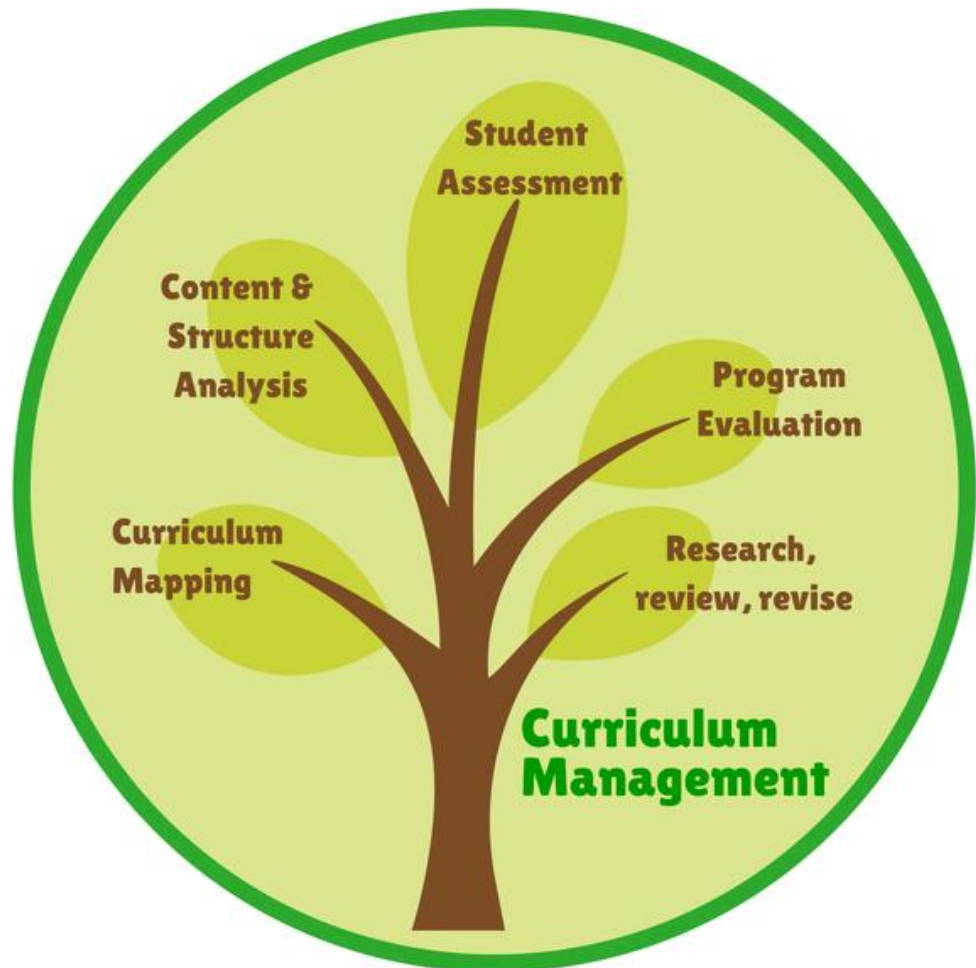 Student
Assessment
Content &
Structure
Analysis
Program
Evaluation
Curriculum
Mapping
Research,
review, revise
Curriculum
Management